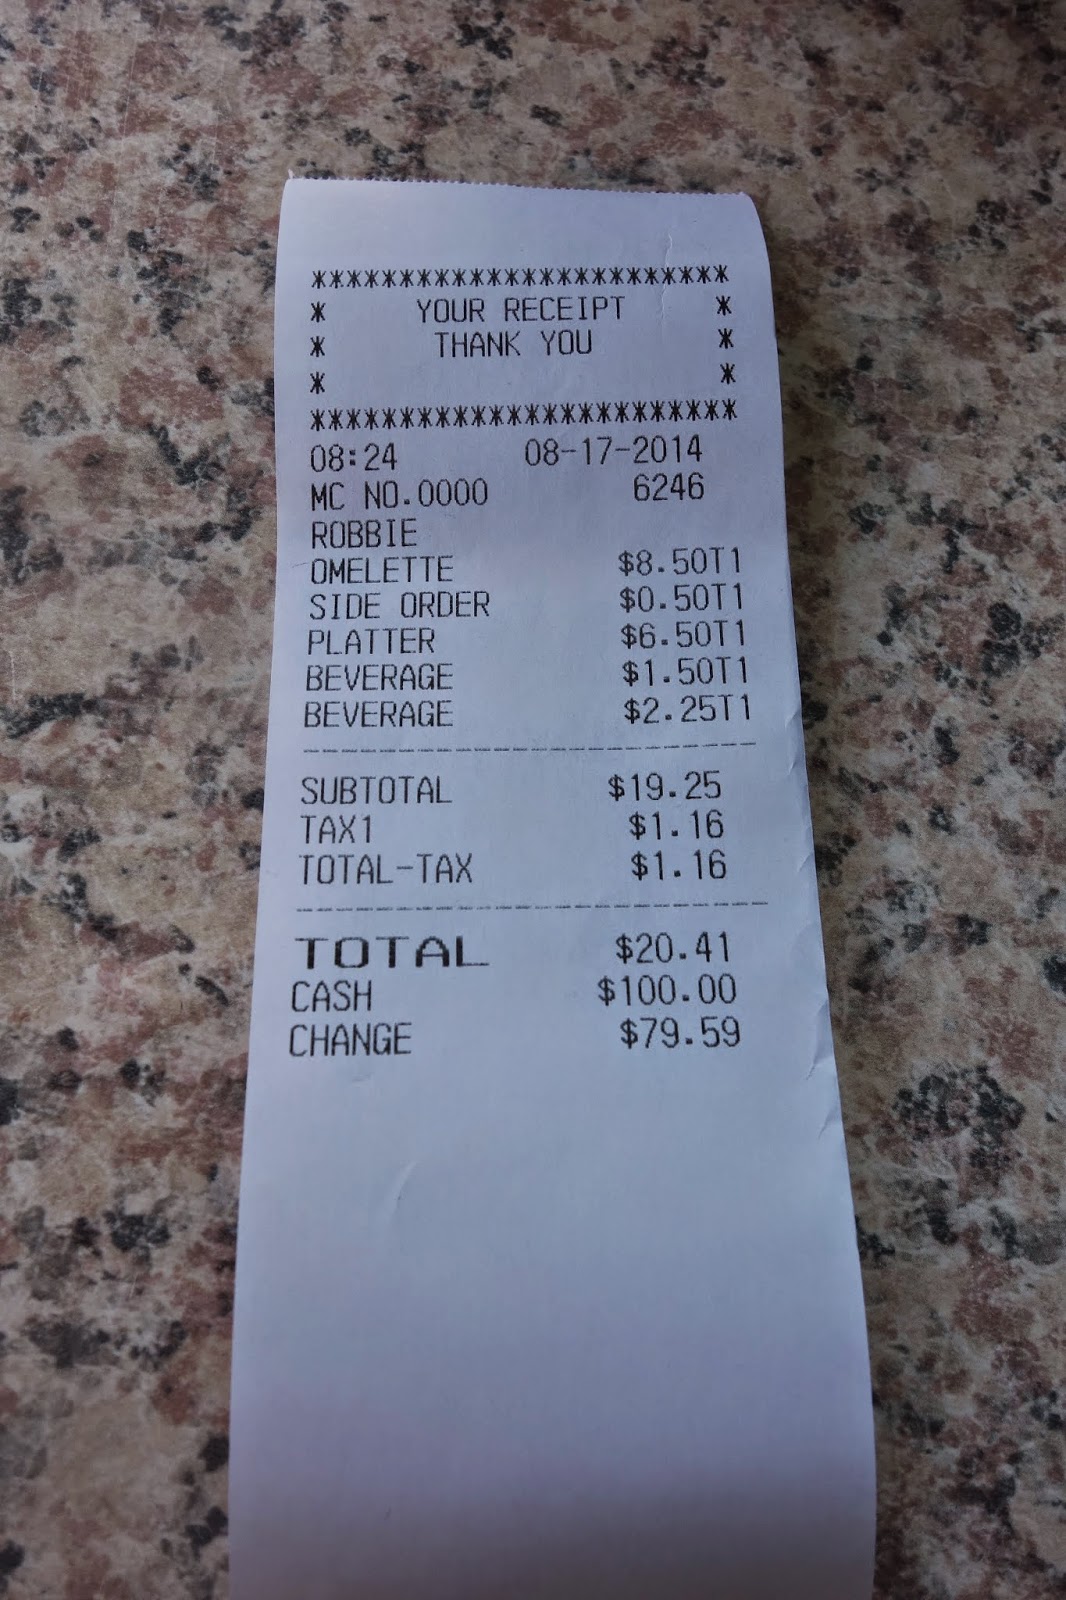 ************************
* YOUR RECEIPT *
* THANK YOU *
* *
************************
08:24 08-17-2014
MC NO.0000 6246
ROBBIE
OMELETTE $8.50T1
SIDE ORDER $0.50T1
PLATTER $6.50T1
BEVERAGE $1.50T1
BEVERAGE $2.25T1
--------------------------
SUBTOTAL $19.25
TAX1 $1.16
TOTAL-TAX $1.16
--------------------------
TOTAL $20.41
CASH $100.00
CHANGE $79.59